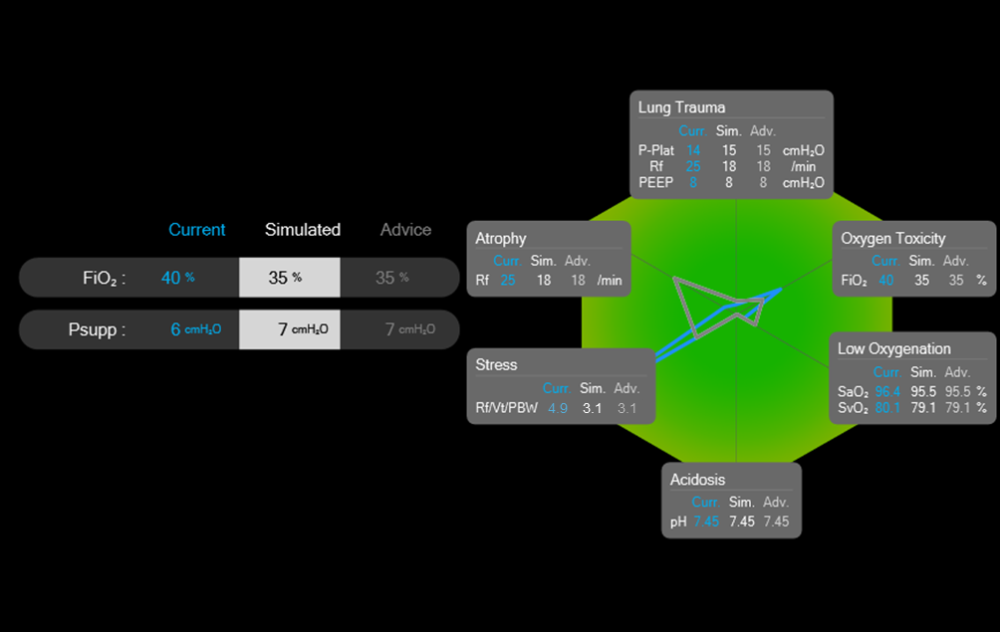 Current Simulated Advice
FiO₂ : 40 % 35 % 35 %
Psupp : 6 cmH₂O 7 cmH₂O 7 cmH₂O
Lung Trauma
Curr. Sim. Adv.
P-Plat 14 15 15 cmH₂O
Rf 25 18 18 /min
PEEP 8 8 8 cmH₂O
Atrophy
Curr. Sim. Adv.
Rf 25 18 18 /min
Oxygen Toxicity
Curr. Sim. Adv.
FiO₂ 40 35 35 %
Stress
Curr. Sim. Adv.
Rf/Vt/PBW 4.9 3.1 3.1
Low Oxygenation
Curr. Sim. Adv.
SaO₂ 96.4 95.5 95.5 %
SvO₂ 80.1 79.1 79.1 %
Acidosis
Curr. Sim. Adv.
pH 7.45 7.45 7.45